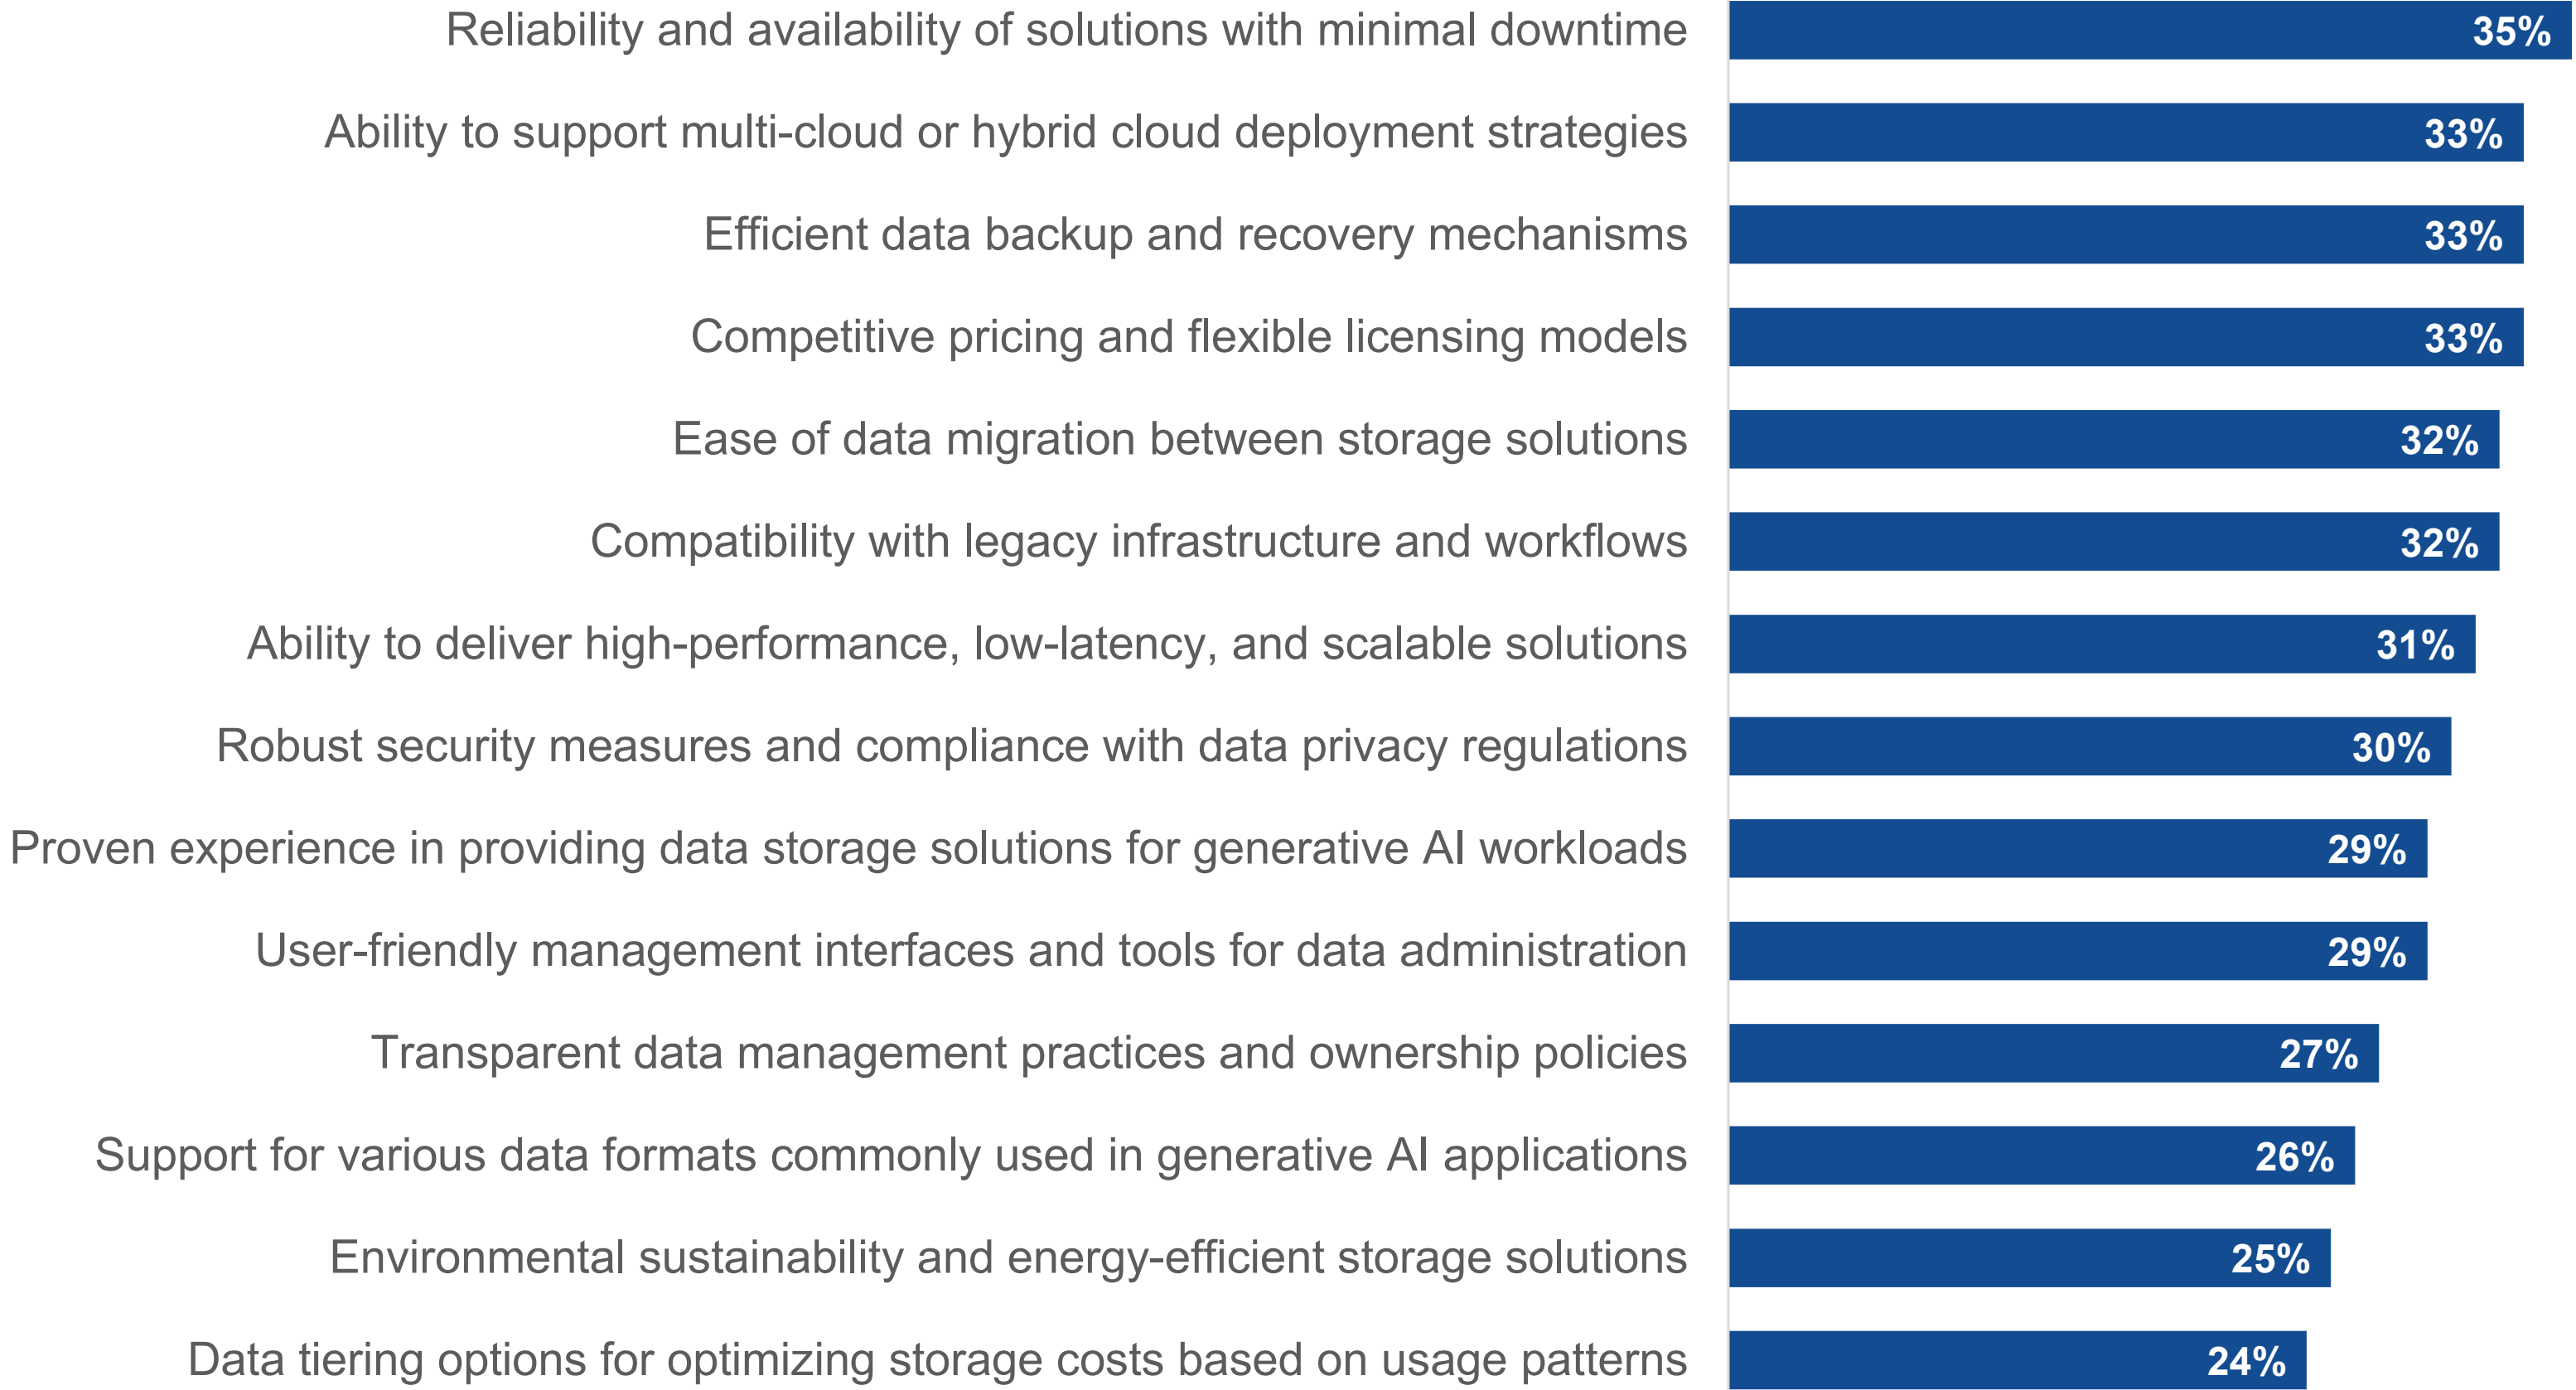 Reliability and availability of solutions with minimal downtime 35%
Ability to support multi-cloud or hybrid cloud deployment strategies 33%
Efficient data backup and recovery mechanisms 33%
Competitive pricing and flexible licensing models 33%
Ease of data migration between storage solutions 32%
Compatibility with legacy infrastructure and workflows 32%
Ability to deliver high-performance, low-latency, and scalable solutions 31%
Robust security measures and compliance with data privacy regulations 30%
Proven experience in providing data storage solutions for generative AI workloads 29%
User-friendly management interfaces and tools for data administration 29%
Transparent data management practices and ownership policies 27%
Support for various data formats commonly used in generative AI applications 26%
Environmental sustainability and energy-efficient storage solutions 25%
Data tiering options for optimizing storage costs based on usage patterns 24%